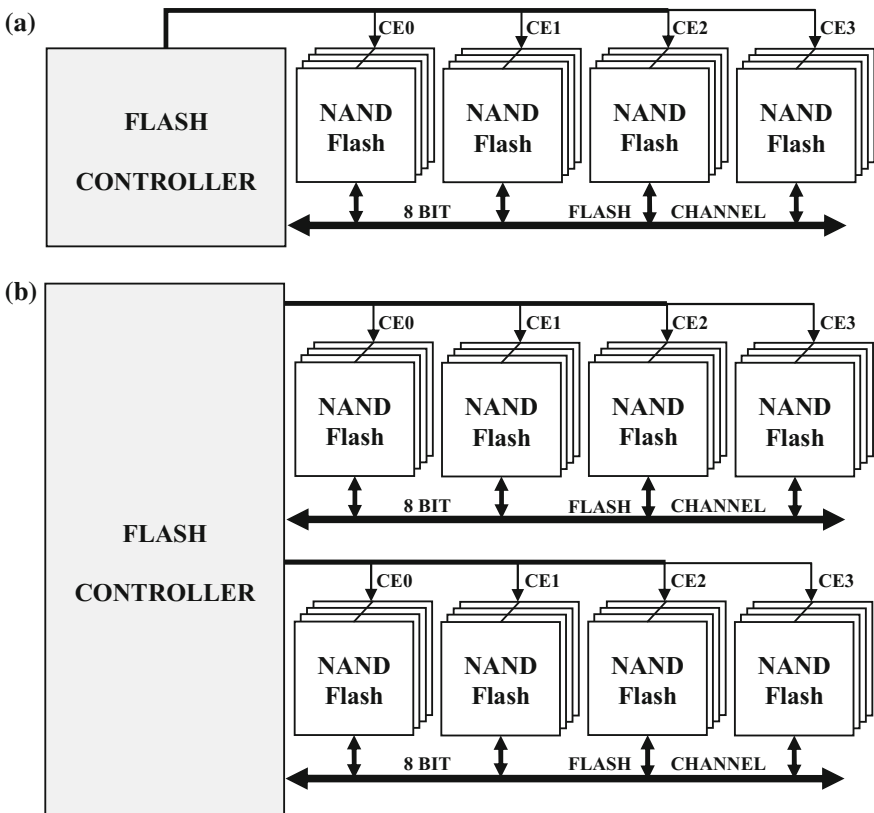 (a)
CE0 CE1 CE2 CE3
FLASH
CONTROLLER
NAND
Flash
NAND
Flash
NAND
Flash
NAND
Flash
8 BIT FLASH CHANNEL
(b)
CE0 CE1 CE2 CE3
NAND
Flash
NAND
Flash
NAND
Flash
NAND
Flash
8 BIT FLASH CHANNEL
FLASH
CONTROLLER
CE0 CE1 CE2 CE3
NAND
Flash
NAND
Flash
NAND
Flash
NAND
Flash
8 BIT FLASH CHANNEL